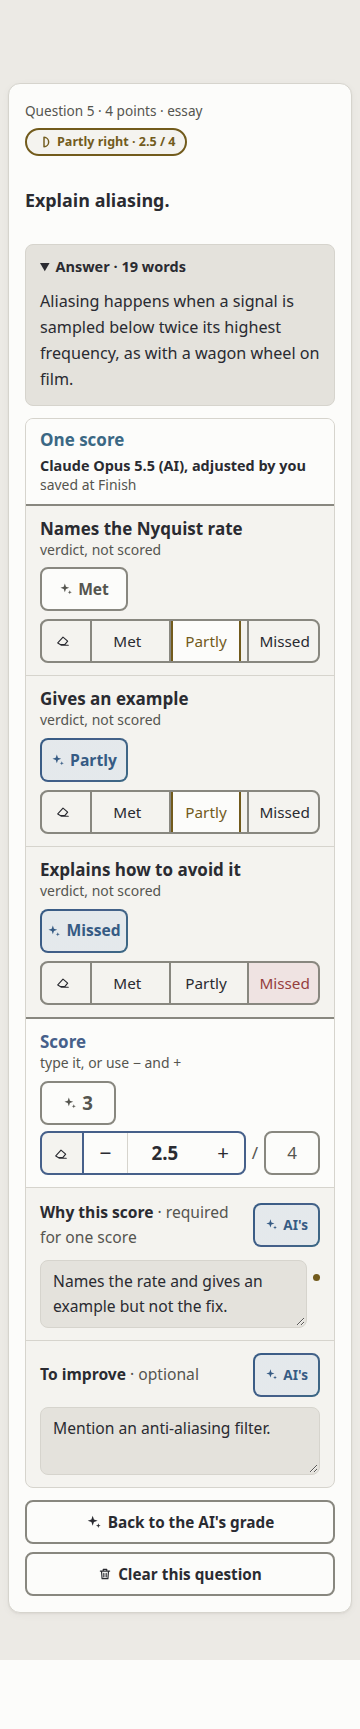 Question 5 · 4 points · essay
Partly right · 2.5 / 4
Explain aliasing.
Answer · 19 words
Aliasing happens when a signal is
sampled below twice its highest
frequency, as with a wagon wheel on
film.
One score
Claude Opus 5.5 (AI), adjusted by you
saved at Finish
Names the Nyquist rate
verdict, not scored
Met
Met Partly Missed
Gives an example
verdict, not scored
Partly
Met Partly Missed
Explains how to avoid it
verdict, not scored
Missed
Met Partly Missed
Score
type it, or use − and +
3
− 2.5 + / 4
Why this score · required
for one score
AI's
Names the rate and gives an
example but not the fix.
To improve · optional
AI's
Mention an anti-aliasing filter.
Back to the AI's grade
Clear this question